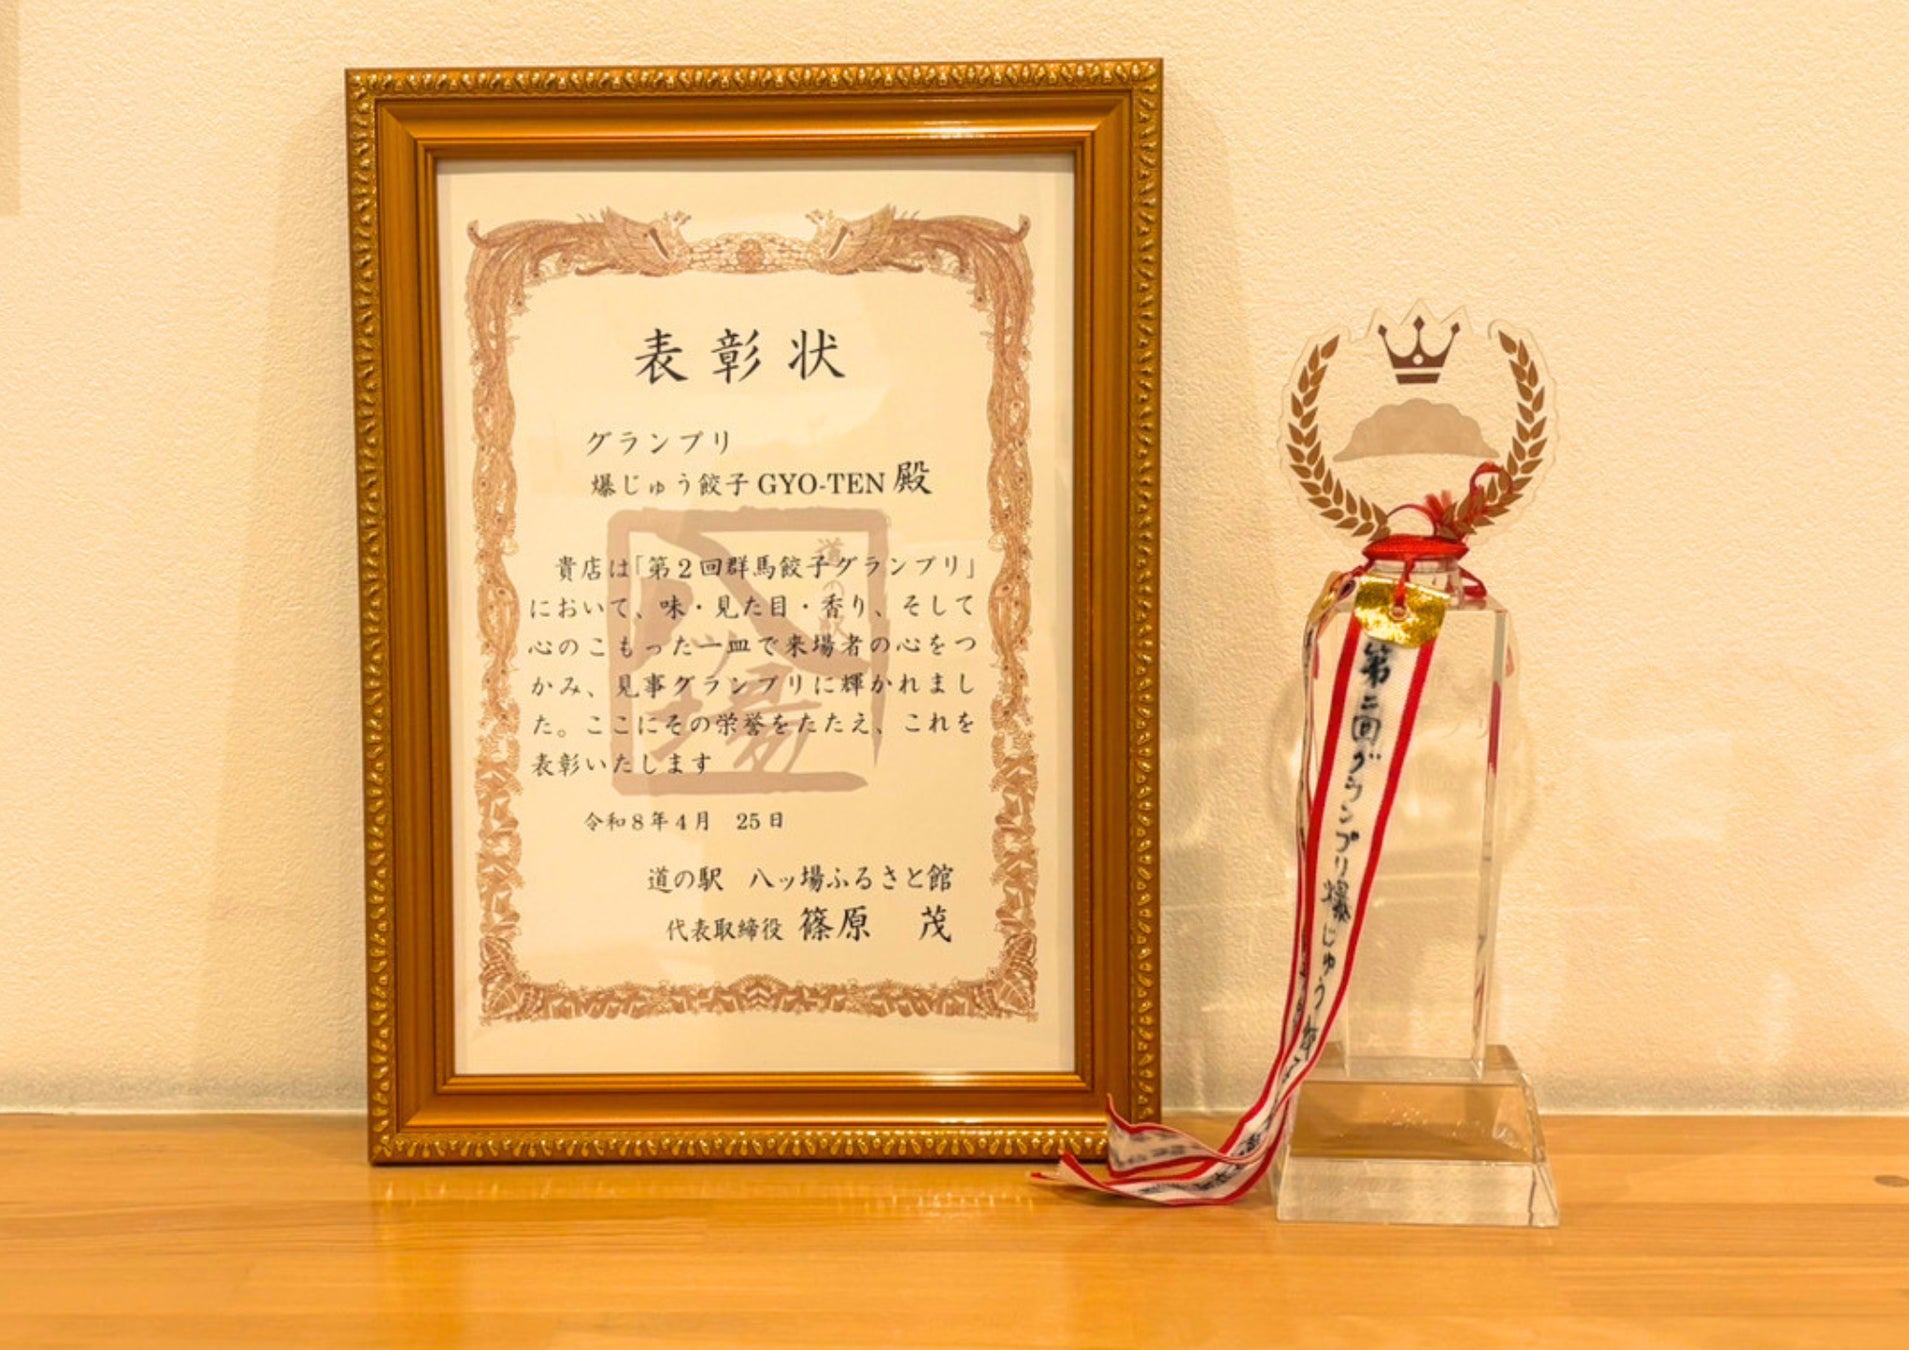 表彰状
グランプリ
爆じゅう餃子 GYO-TEN 殿
貴店は「第2回群馬餃子グランプリ」
において、味・見た目・香り、そして
心のこもった一皿で来場者の心をつ
かみ、見事グランプリに輝かれまし
た。ここにその栄誉をたたえ、これを
表彰いたします
令和8年4月 25日
道の駅 八ッ場ふるさと館
代表取締役 篠原 茂
道の駅
八ッ場
第二回グランプリ爆じゅう